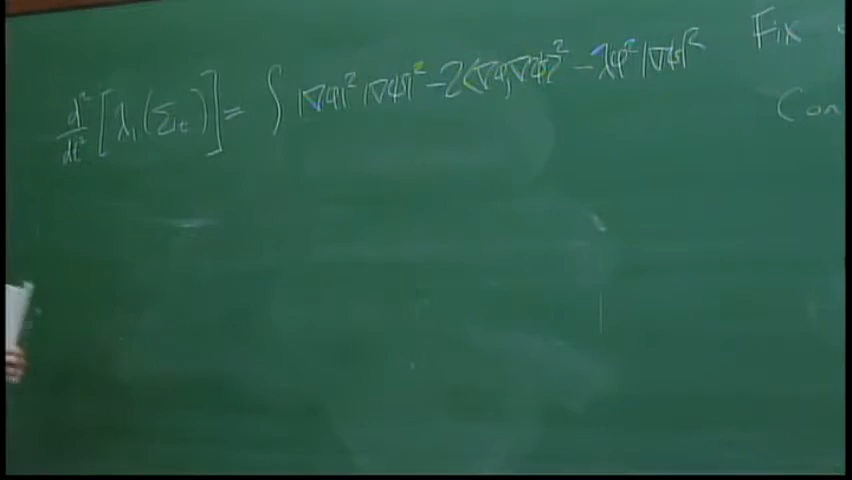 d²/dt² [λ₁(Σₜ)] = ∫ |∇φ|² |∇ψ|² - 2⟨∇φ,∇ψ⟩² - λφ² |∇ψ|²
Fix
Con